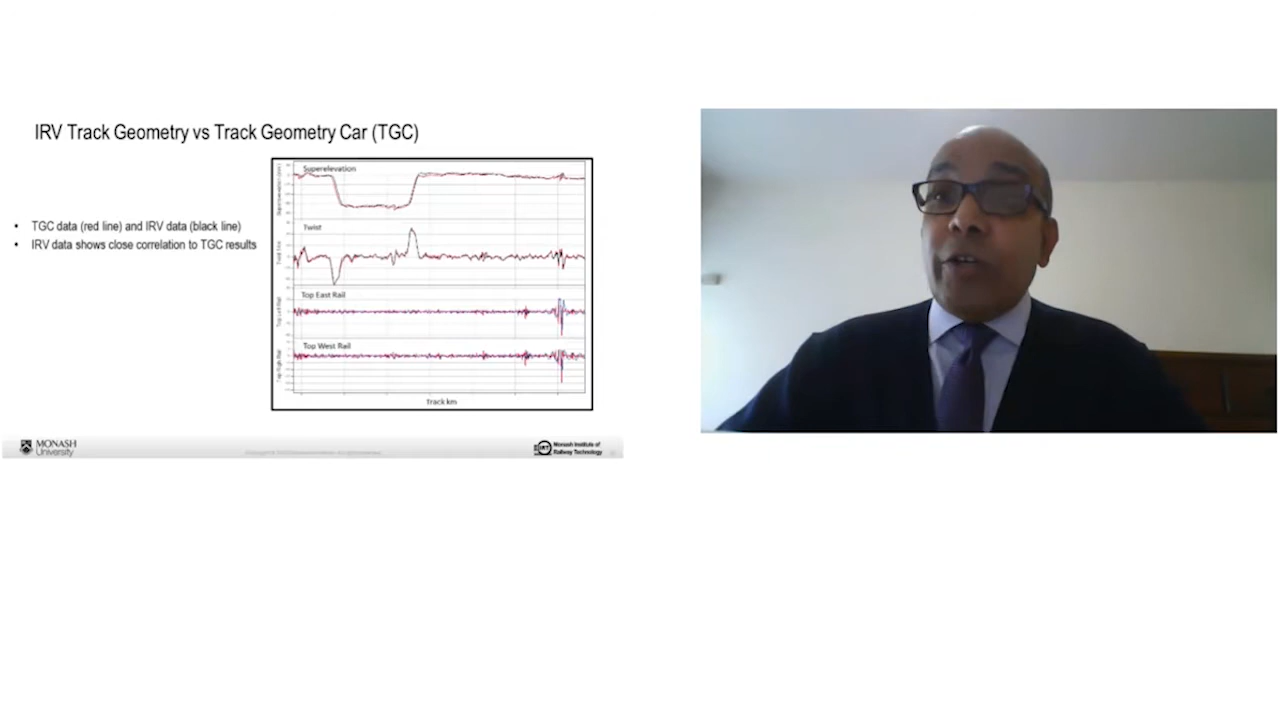 IRV Track Geometry vs Track Geometry Car (TGC)
• TGC data (red line) and IRV data (black line)
• IRV data shows close correlation to TGC results
Superelevation
Twist
Top East Rail
Top West Rail
Track km
MONASH
University
Monash Institute of
Railway Technology